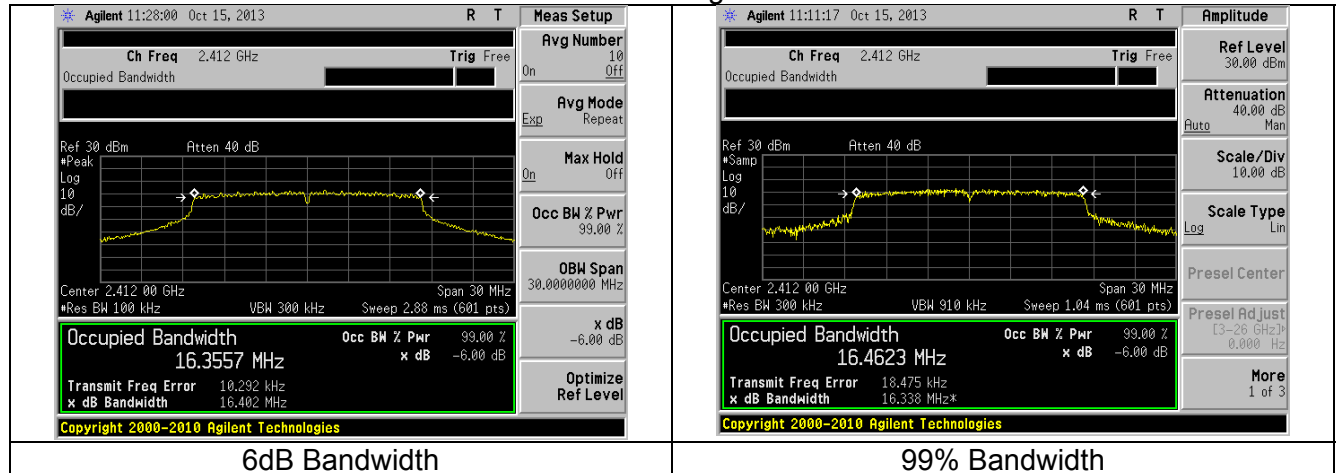 Agilent 11:28:00 Oct 15, 2013 R T
Meas Setup
Ch Freq 2.412 GHz Trig Free
Occupied Bandwidth
Avg Number
10
On Off
Avg Mode
Exp Repeat
Max Hold
On Off
Occ BW % Pwr
99.00 %
OBW Span
30.0000000 MHz
x dB
-6.00 dB
Optimize
Ref Level
Ref 30 dBm Atten 40 dB
#Peak
Log
10
dB/
Center 2.412 00 GHz Span 30 MHz
#Res BW 100 kHz VBW 300 kHz Sweep 2.88 ms (601 pts)
Occupied Bandwidth Occ BW % Pwr 99.00 %
16.3557 MHz x dB -6.00 dB
Transmit Freq Error 10.292 kHz
x dB Bandwidth 16.402 MHz
Copyright 2000-2010 Agilent Technologies
6dB Bandwidth
Agilent 11:11:17 Oct 15, 2013 R T
Amplitude
Ch Freq 2.412 GHz Trig Free
Occupied Bandwidth
Ref Level
30.00 dBm
Attenuation
40.00 dB
Auto Man
Scale/Div
10.00 dB
Scale Type
Log Lin
Presel Center
Presel Adjust
[3-26 GHz]
0.000 Hz
More
1 of 3
Ref 30 dBm Atten 40 dB
#Samp
Log
10
dB/
Center 2.412 00 GHz Span 30 MHz
#Res BW 300 kHz VBW 910 kHz Sweep 1.04 ms (601 pts)
Occupied Bandwidth Occ BW % Pwr 99.00 %
16.4623 MHz x dB -6.00 dB
Transmit Freq Error 18.475 kHz
x dB Bandwidth 16.338 MHz*
Copyright 2000-2010 Agilent Technologies
99% Bandwidth